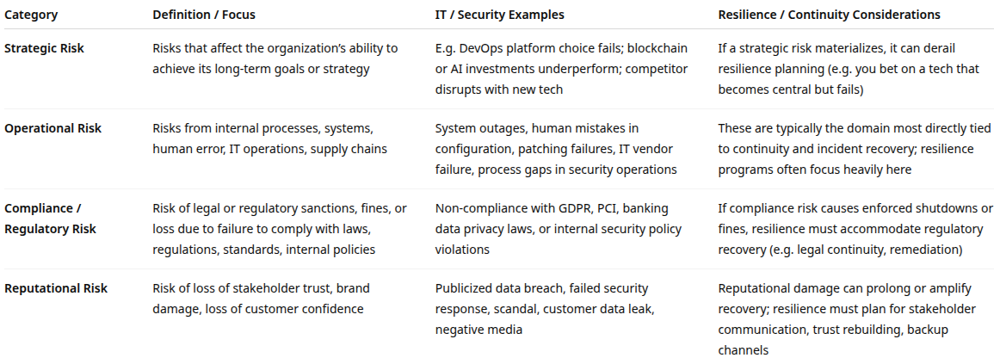 Category Definition / Focus IT / Security Examples Resilience / Continuity Considerations
Strategic Risk Risks that affect the organization’s ability to E.g. DevOps platform choice fails; blockchain If a strategic risk materializes, it can derail
achieve its long-term goals or strategy or AI investments underperform; competitor resilience planning (e.g. you bet on a tech that
disrupts with new tech becomes central but fails)
Operational Risk Risks from internal processes, systems, System outages, human mistakes in These are typically the domain most directly tied
human error, IT operations, supply chains configuration, patching failures, IT vendor to continuity and incident recovery; resilience
failure, process gaps in security operations programs often focus heavily here
Compliance / Risk of legal or regulatory sanctions, fines, or Non-compliance with GDPR, PCI, banking If compliance risk causes enforced shutdowns or
Regulatory Risk loss due to failure to comply with laws, data privacy laws, or internal security policy fines, resilience must accommodate regulatory
regulations, standards, internal policies violations recovery (e.g. legal continuity, remediation)
Reputational Risk Risk of loss of stakeholder trust, brand Publicized data breach, failed security Reputational damage can prolong or amplify
damage, loss of customer confidence response, scandal, customer data leak, recovery; resilience must plan for stakeholder
negative media communication, trust rebuilding, backup
channels